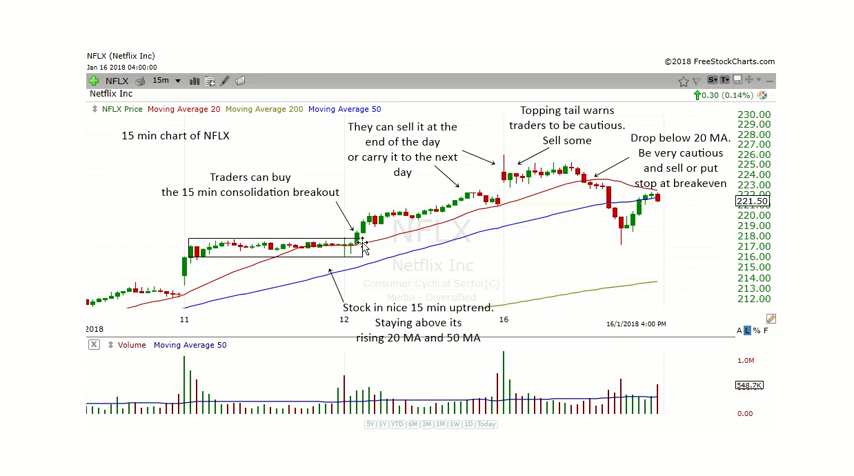 NFLX (Netflix Inc)
Jan 16 2018 04:00:00
©2018 FreeStockCharts.com
NFLX 15m
Netflix Inc
0.30 (0.14%)
NFLX Price Moving Average 20 Moving Average 200 Moving Average 50
15 min chart of NFLX
Traders can buy
the 15 min consolidation breakout
They can sell it at the
end of the day
or carry it to the next
day
Topping tail warns
traders to be cautious.
Sell some
Drop below 20 MA.
Be very cautious
and sell or put
stop at breakeven
Stock in nice 15 min uptrend.
Staying above its
rising 20 MA and 50 MA
NFLX
Netflix Inc
Consumer Cyclical Sector(C)
Media - Diversified
230.00
229.00
228.00
227.00
226.00
225.00
224.00
223.00
222.00
221.50
220.00
219.00
218.00
217.00
216.00
215.00
214.00
213.00
212.00
2018
11
12
16
16/1/2018 4:00 PM
A L % F
X Volume Moving Average 50
1.0M
548.7K
0.00
5Y 1Y YTD 6M 3M 1M 1W 1D Today